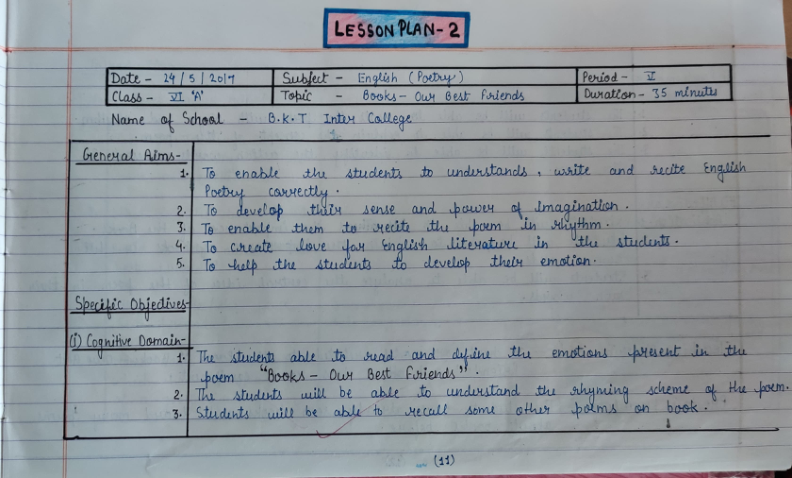 LESSON PLAN- 2
Date - 24/5/2017 Subject - English (Poetry) Period - V
Class - VI 'A' Topic - Books - Our Best Friends Duration - 35 minutes
Name of School - B.K.T Inter College
General Aims-
1. To enable the students to understands, write and recite English
Poetry correctly.
2. To develop their sense and power of Imagination.
3. To enable them to recite the poem in rhythm.
4. To create love for English literature in the students.
5. To help the students to develop their emotion.
Specific Objectives-
(i) Cognitive Domain-
1. The students able to read and define the emotions present in the
poem "Books - Our Best Friends".
2. The students will be able to understand the rhyming scheme of the poem.
3. Students will be able to recall some other poems on book.
(11)